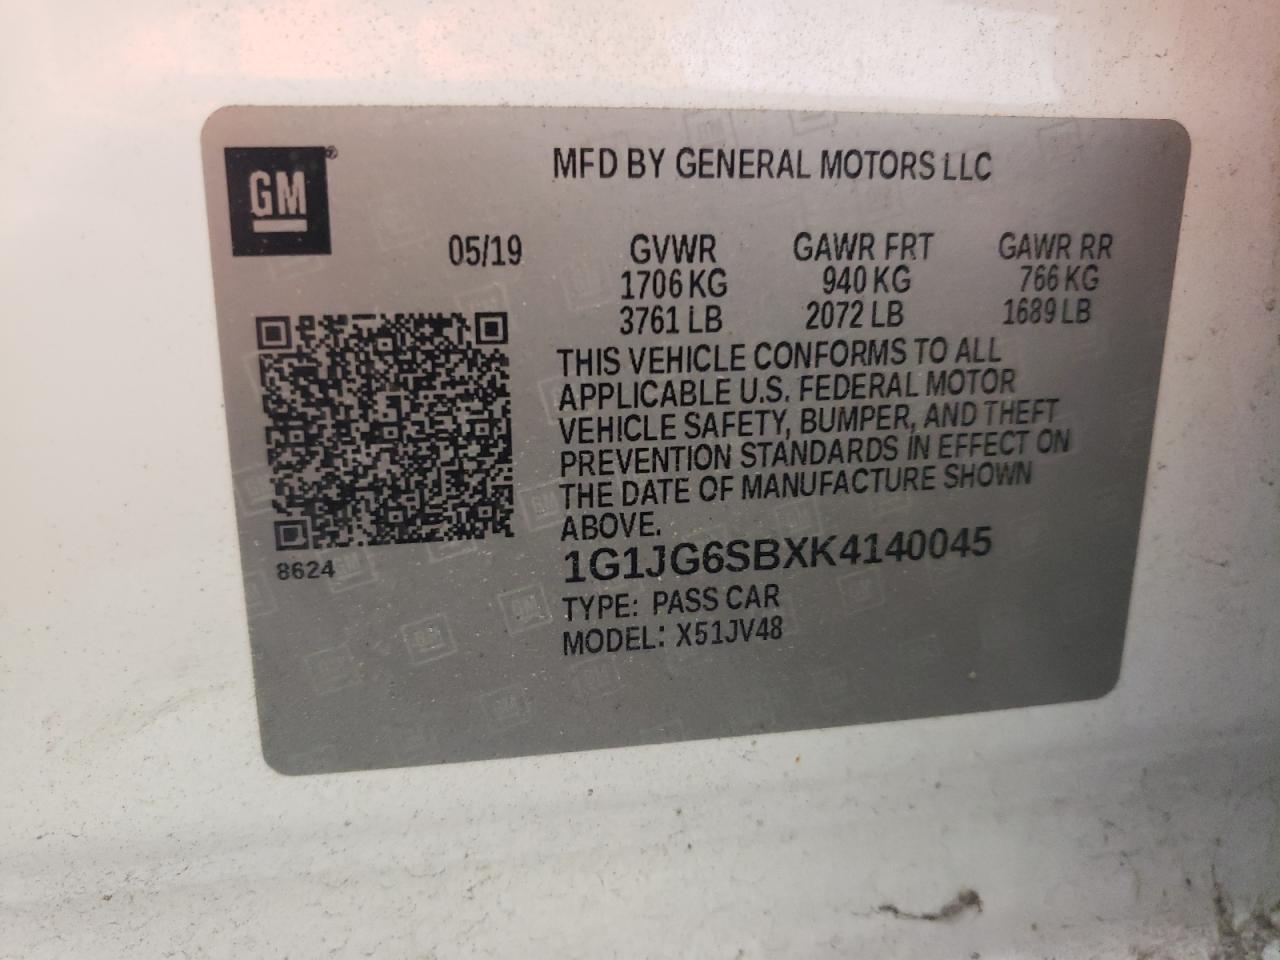 GM®
MFD BY GENERAL MOTORS LLC
05/19 GVWR GAWR FRT GAWR RR
1706 KG 940 KG 766 KG
3761 LB 2072 LB 1689 LB
THIS VEHICLE CONFORMS TO ALL
APPLICABLE U.S. FEDERAL MOTOR
VEHICLE SAFETY, BUMPER, AND THEFT
PREVENTION STANDARDS IN EFFECT ON
THE DATE OF MANUFACTURE SHOWN
ABOVE.
8624
1G1JG6SBXK4140045
TYPE: PASS CAR
MODEL: X51JV48